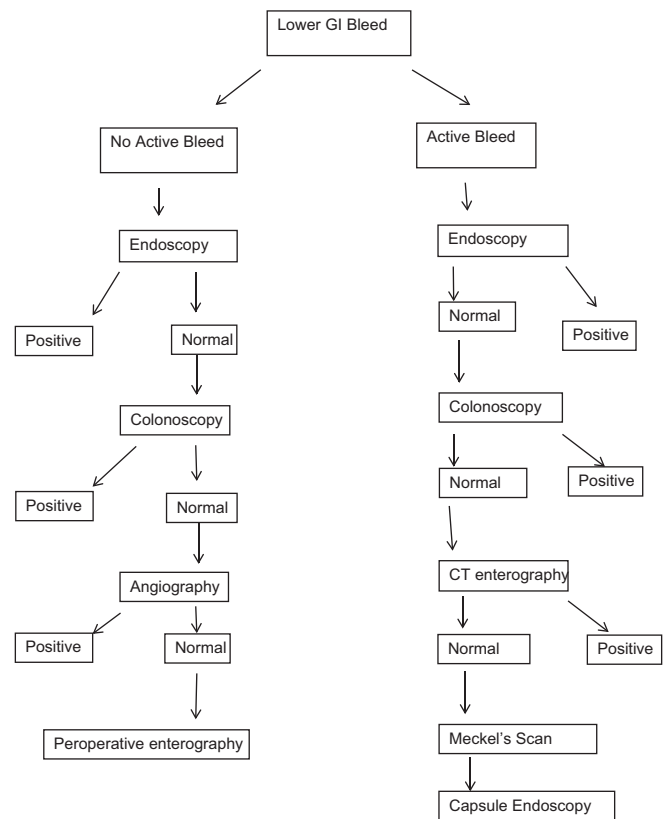 Lower GI Bleed
No Active Bleed
Active Bleed
Endoscopy
Endoscopy
Positive
Normal
Normal
Positive
Colonoscopy
Colonoscopy
Positive
Normal
Normal
Positive
Angiography
CT enterography
Positive
Normal
Normal
Positive
Peroperative enterography
Meckel's Scan
Capsule Endoscopy